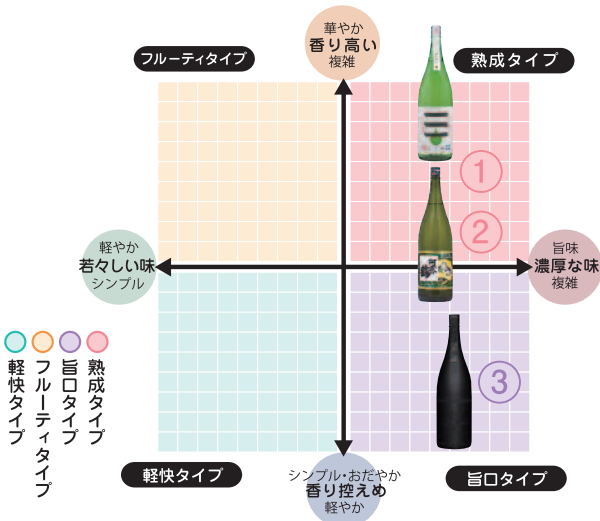 華やか
香り高い
複雑
フルーティタイプ
熟成タイプ
①
②
軽やか
若々しい味
シンプル
旨味
濃厚な味
複雑
③
軽快タイプ
フルーティタイプ
旨口タイプ
熟成タイプ
軽快タイプ
シンプル・おだやか
香り控えめ
軽やか
旨口タイプ